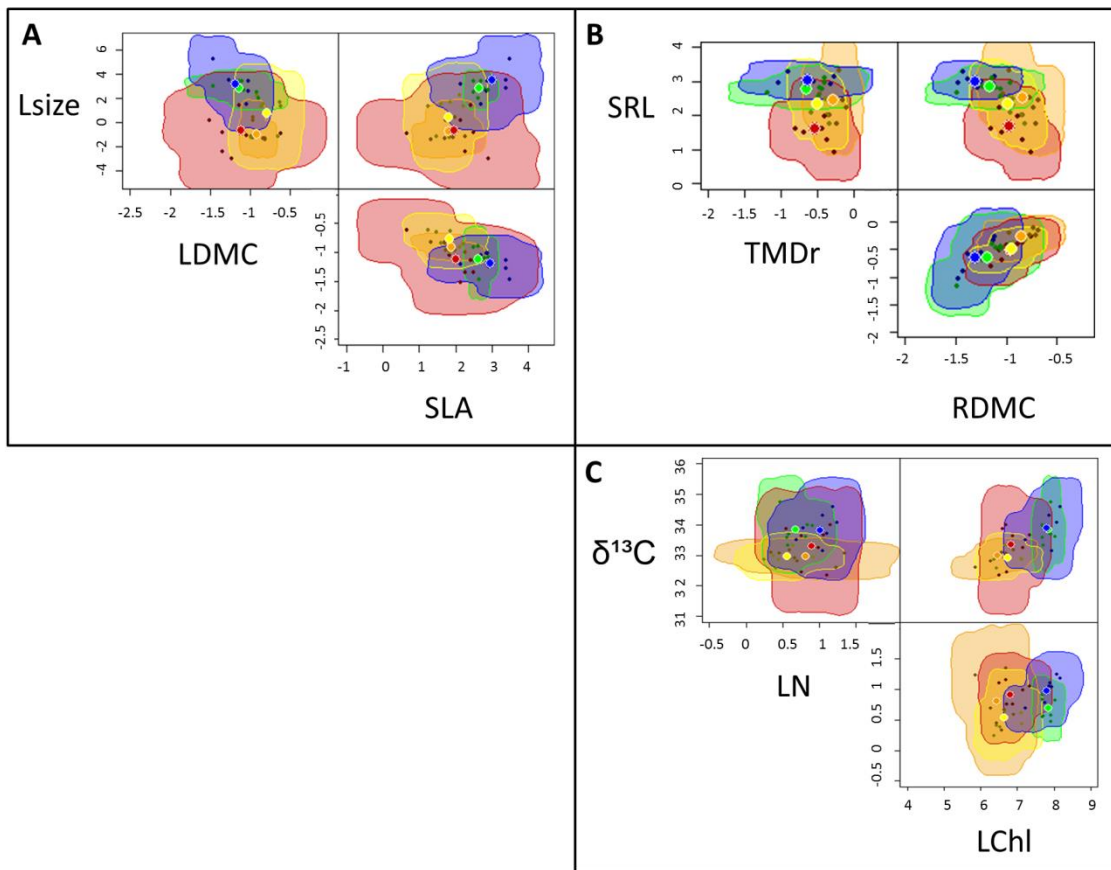 A
Lsize
6
4
2
0
-2
-4
-2.5 -2 -1.5 -1 -0.5
LDMC
-0.5
-1
-1.5
-2
-2.5
-1 0 1 2 3 4
SLA
B
SRL
4
3
2
1
0
-2 -1.5 -1 -0.5 0
TMDr
0
-0.5
-1
-1.5
-2
-2 -1.5 -1 -0.5
RDMC
C
δ¹³C
36
35
34
33
32
31
-0.5 0 0.5 1 1.5
LN
1.5
1
0.5
0
-0.5
4 5 6 7 8 9
LChl